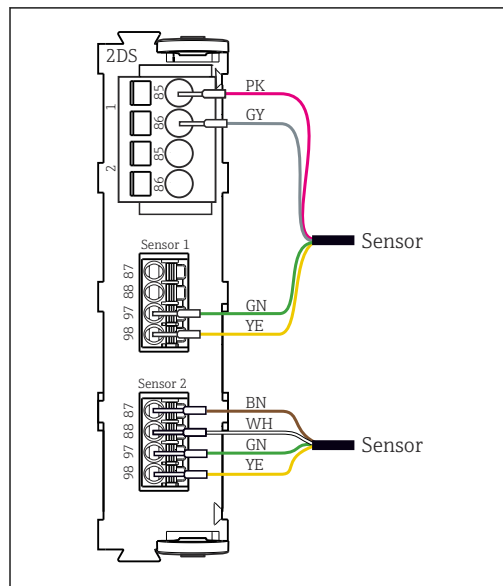 2DS
1
85
PK
86
GY
2
85
86
Sensor
Sensor 1
87
88
97
GN
98
YE
Sensor 2
87
BN
88
WH
97
GN
Sensor
98
YE